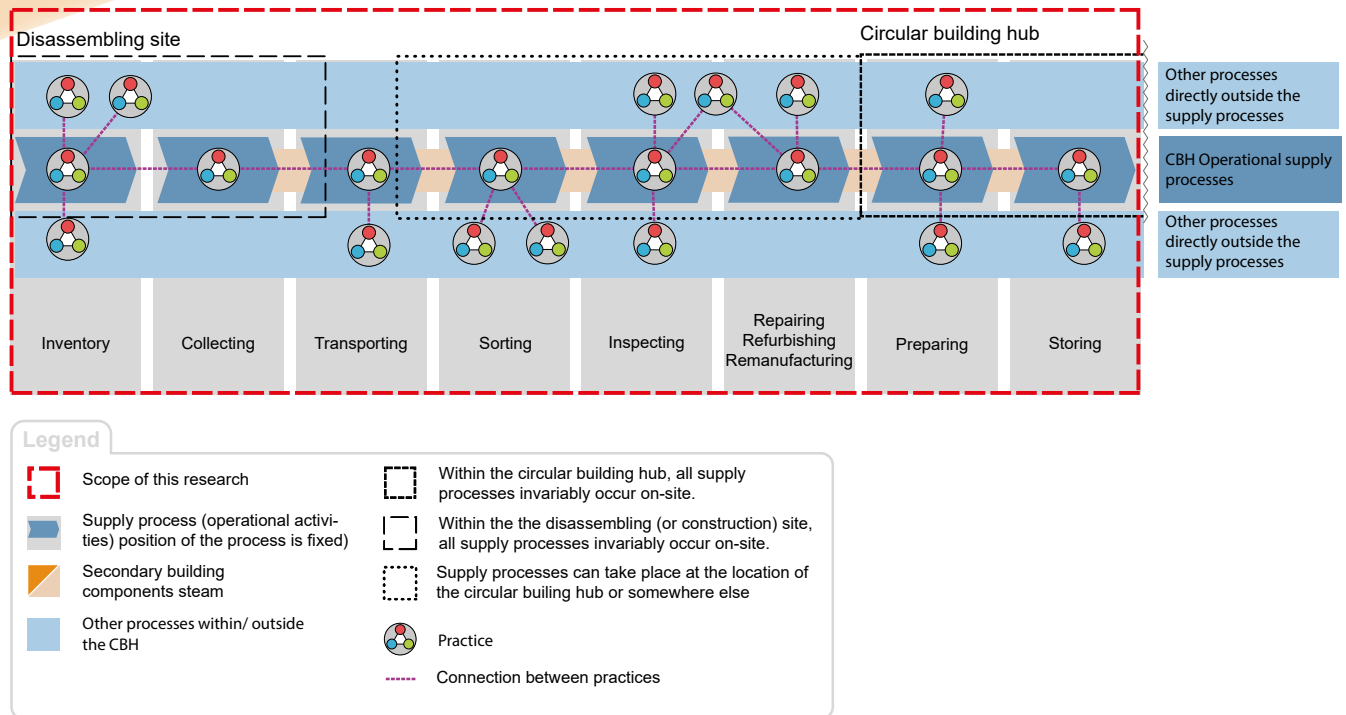 Disassembling site
Circular building hub
Other processes
directly outside the
supply processes
CBH Operational supply
processes
Other processes
directly outside the
supply processes
Inventory
Collecting
Transporting
Sorting
Inspecting
Repairing
Refurbishing
Remanufacturing
Preparing
Storing
Legend
Scope of this research
Supply process (operational activi-
ties) position of the process is fixed)
Secondary building
components steam
Other processes within/ outside
the CBH
Within the circular building hub, all supply
processes invariably occur on-site.
Within the the disassembling (or construction) site,
all supply processes invariably occur on-site.
Supply processes can take place at the location of
the circular builing hub or somewhere else
Practice
Connection between practices